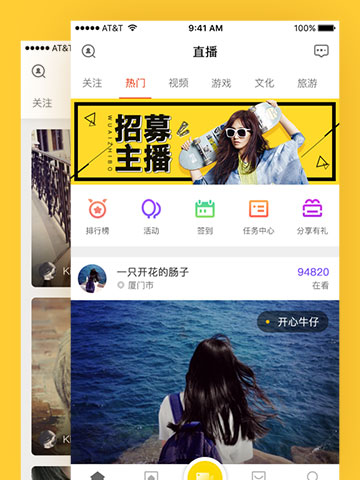 AT&T
9:41 AM
100%
AT&T
直播
关注
热门
视频
游戏
文化
旅游
关注
招募
主播
WUAIZHIBO
排行榜
活动
签到
任务中心
分享有礼
一只开花的肠子
94820
厦门市
在看
开心牛仔